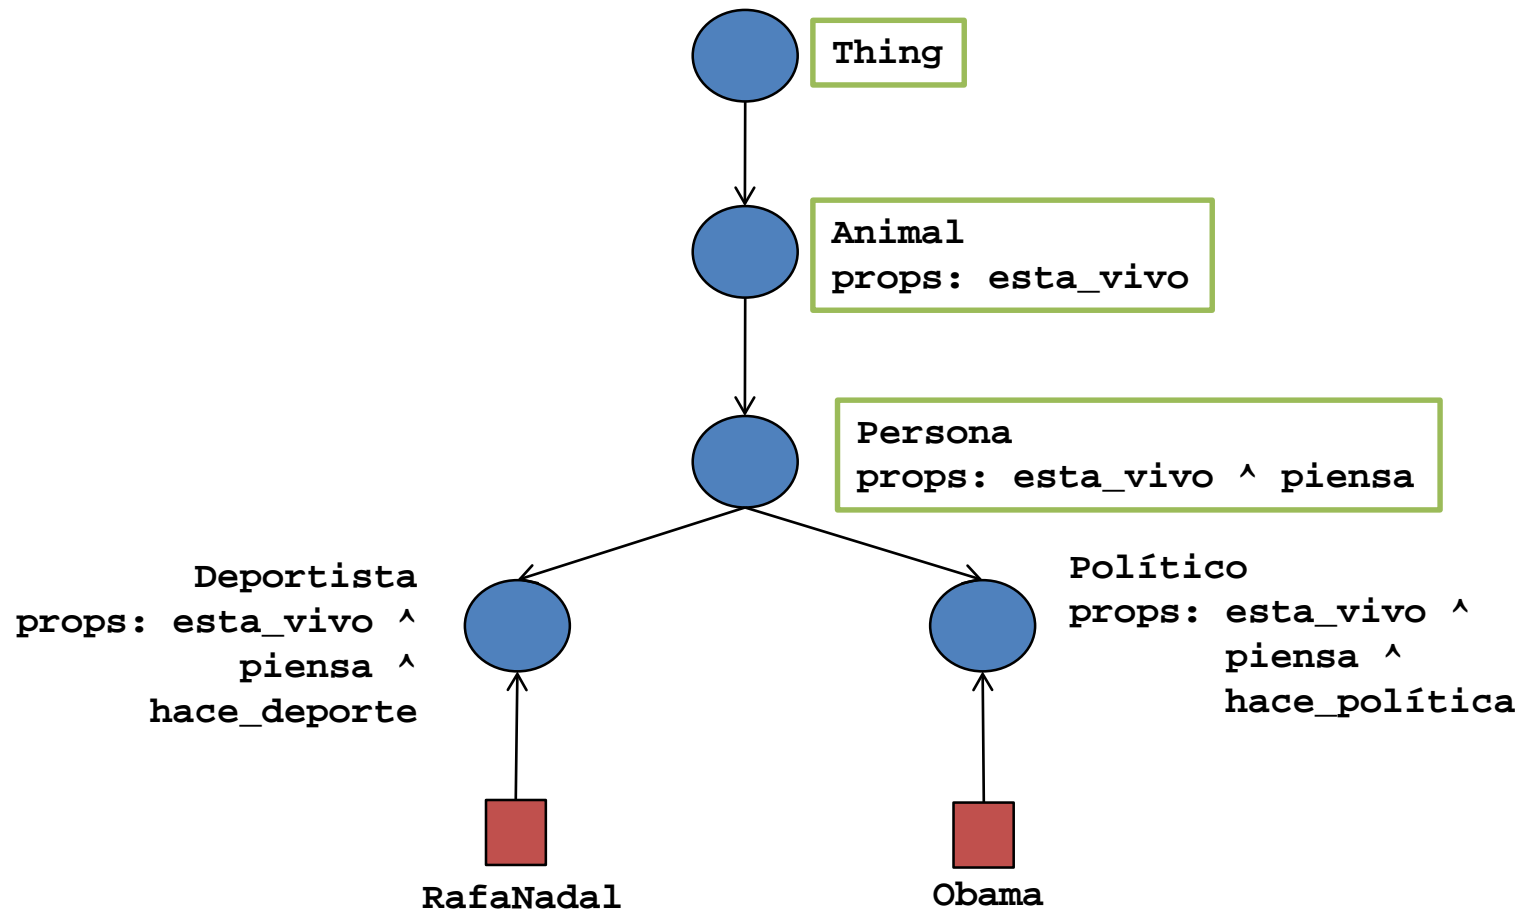 Thing
Animal
props: esta_vivo
Persona
props: esta_vivo ^ piensa
Deportista
props: esta_vivo ^
piensa ^
hace_deporte
Político
props: esta_vivo ^
piensa ^
hace_política
RafaNadal
Obama